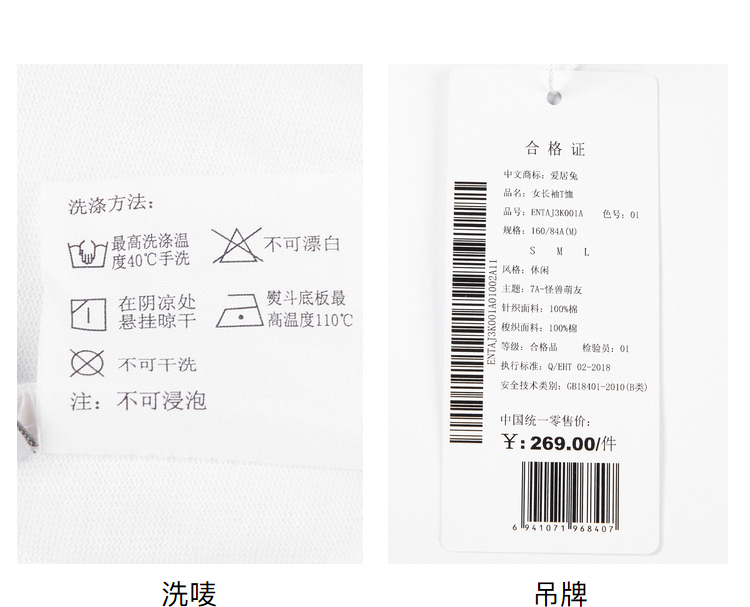 洗涤方法：
最高洗涤温
度40℃手洗
不可漂白
在阴凉处
悬挂晾干
熨斗底板最
高温度110℃
不可干洗
注：不可浸泡
洗唛
合格证
中文商标：爱居兔
品名：女长袖T恤
品号：ENTAJ3K001A 色号：01
规格：160/84A(M)
S M L
风格：休闲
主题：7A-怪兽萌友
针织面料：100%棉
梭织面料：100%棉
等级：合格品 检验员：01
执行标准：Q/EHT 02-2018
安全技术类别：GB18401-2010(B类)
ENTAJ3K001A01002A11
中国统一零售价：
¥:269.00/件
6 941071 968407
吊牌